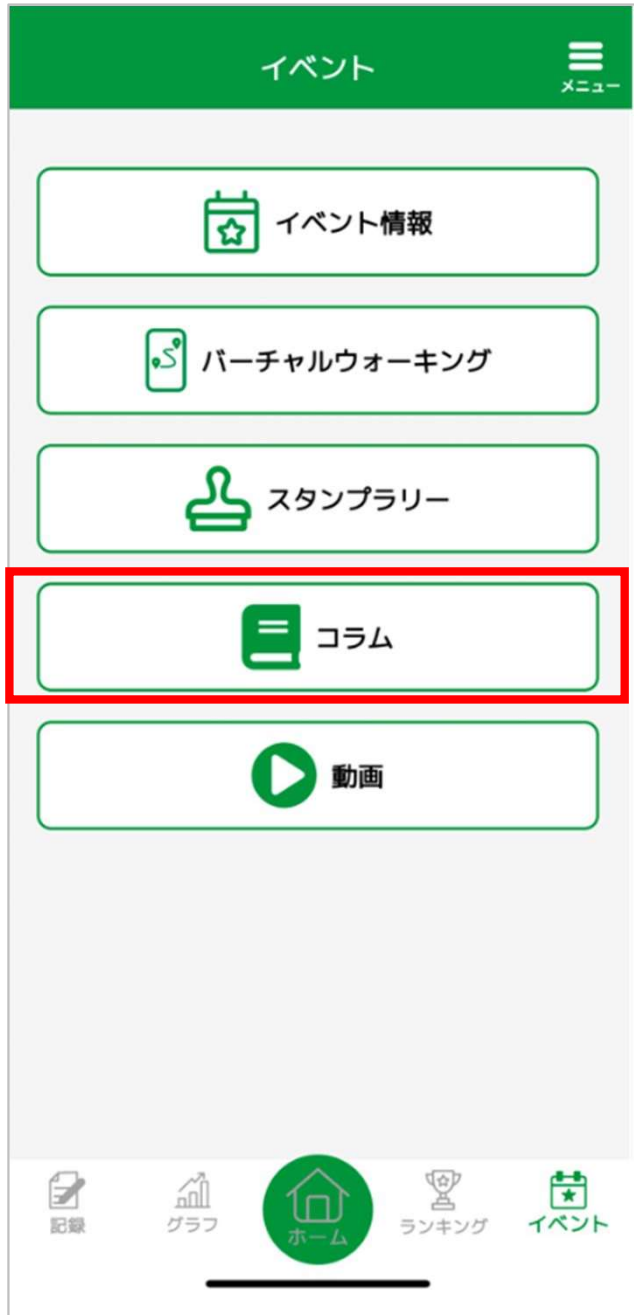 イベント
メニュー
イベント情報
バーチャルウォーキング
スタンプラリー
コラム
動画
記録
グラフ
ホーム
ランキング
イベント